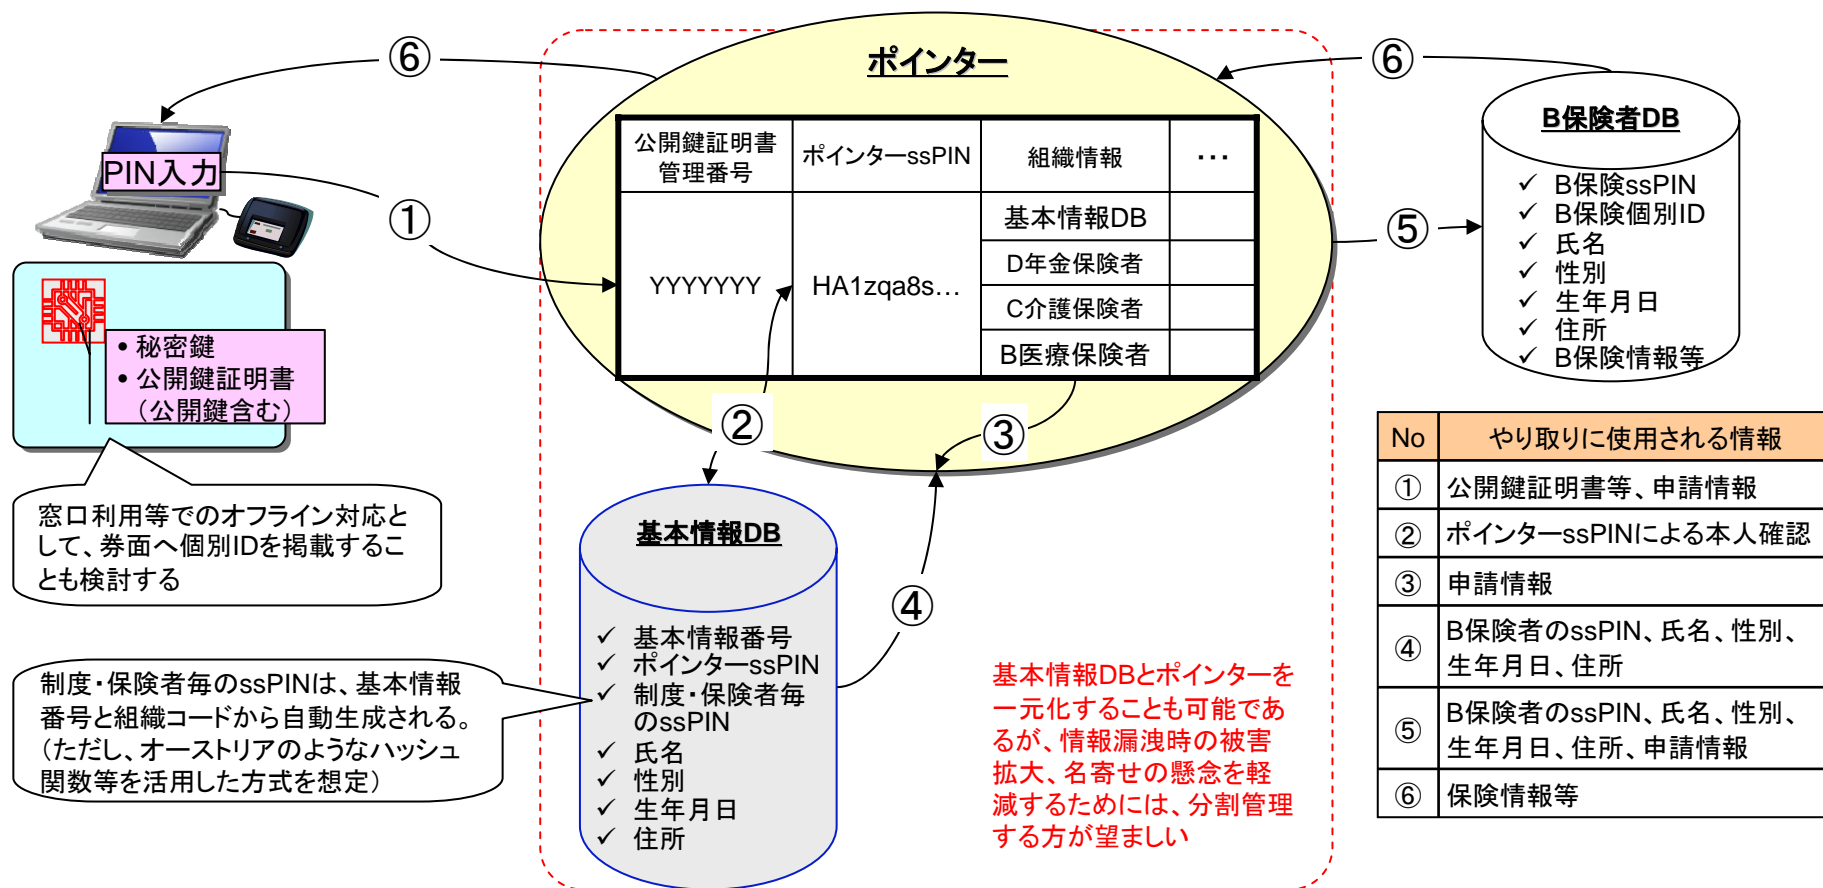 ⑥
ポインター
⑥
PIN入力
①
公開鍵証明書
管理番号
ポインターssPIN
組織情報
…
YYYYYYY
HA1zqa8s…
基本情報DB
D年金保険者
C介護保険者
B医療保険者
⑤
B保険者DB
✓ B保険ssPIN
✓ B保険個別ID
✓ 氏名
✓ 性別
✓ 生年月日
✓ 住所
✓ B保険情報等
• 秘密鍵
• 公開鍵証明書
（公開鍵含む）
②
③
窓口利用等でのオフライン対応と
して、券面へ個別IDを掲載するこ
とも検討する
基本情報DB
✓ 基本情報番号
✓ ポインターssPIN
✓ 制度・保険者毎
のssPIN
✓ 氏名
✓ 性別
✓ 生年月日
✓ 住所
④
制度・保険者毎のssPINは、基本情報
番号と組織コードから自動生成される。
（ただし、オーストリアのようなハッシュ
関数等を活用した方式を想定）
基本情報DBとポインターを
一元化することも可能であ
るが、情報漏洩時の被害
拡大、名寄せの懸念を軽
減するためには、分割管理
する方が望ましい
No やり取りに使用される情報
① 公開鍵証明書等、申請情報
② ポインターssPINによる本人確認
③ 申請情報
④ B保険者のssPIN、氏名、性別、
生年月日、住所
⑤ B保険者のssPIN、氏名、性別、
生年月日、住所、申請情報
⑥ 保険情報等